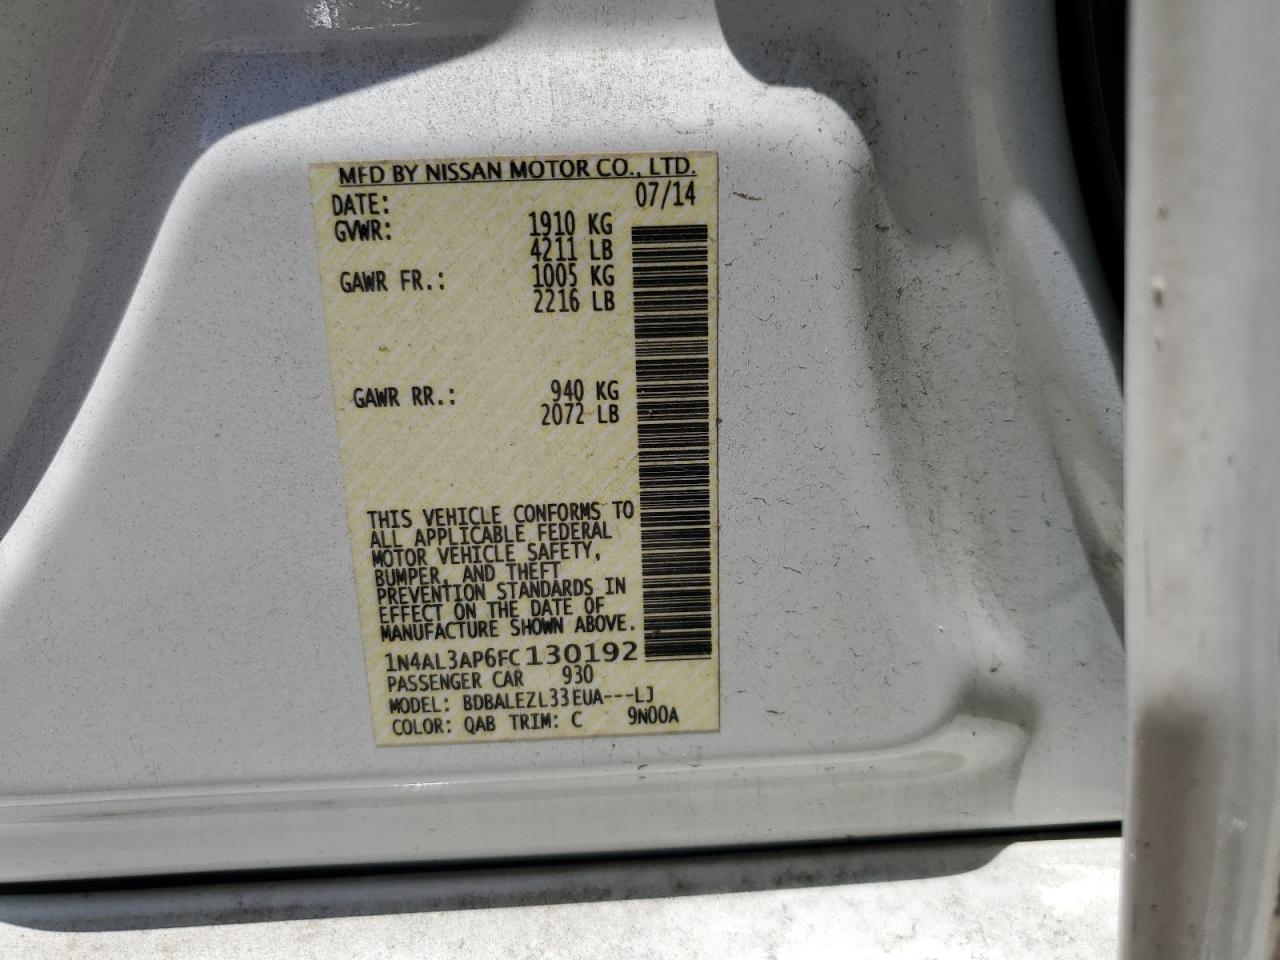 MFD BY NISSAN MOTOR CO., LTD.
DATE: 07/14
GVWR: 1910 KG
4211 LB
GAWR FR.: 1005 KG
2216 LB
GAWR RR.: 940 KG
2072 LB
THIS VEHICLE CONFORMS TO
ALL APPLICABLE FEDERAL
MOTOR VEHICLE SAFETY,
BUMPER, AND THEFT
PREVENTION STANDARDS IN
EFFECT ON THE DATE OF
MANUFACTURE SHOWN ABOVE.
1N4AL3AP6FC130192
PASSENGER CAR 930
MODEL: BDBALEZL33EUA---LJ
COLOR: QAB TRIM: C 9N00A